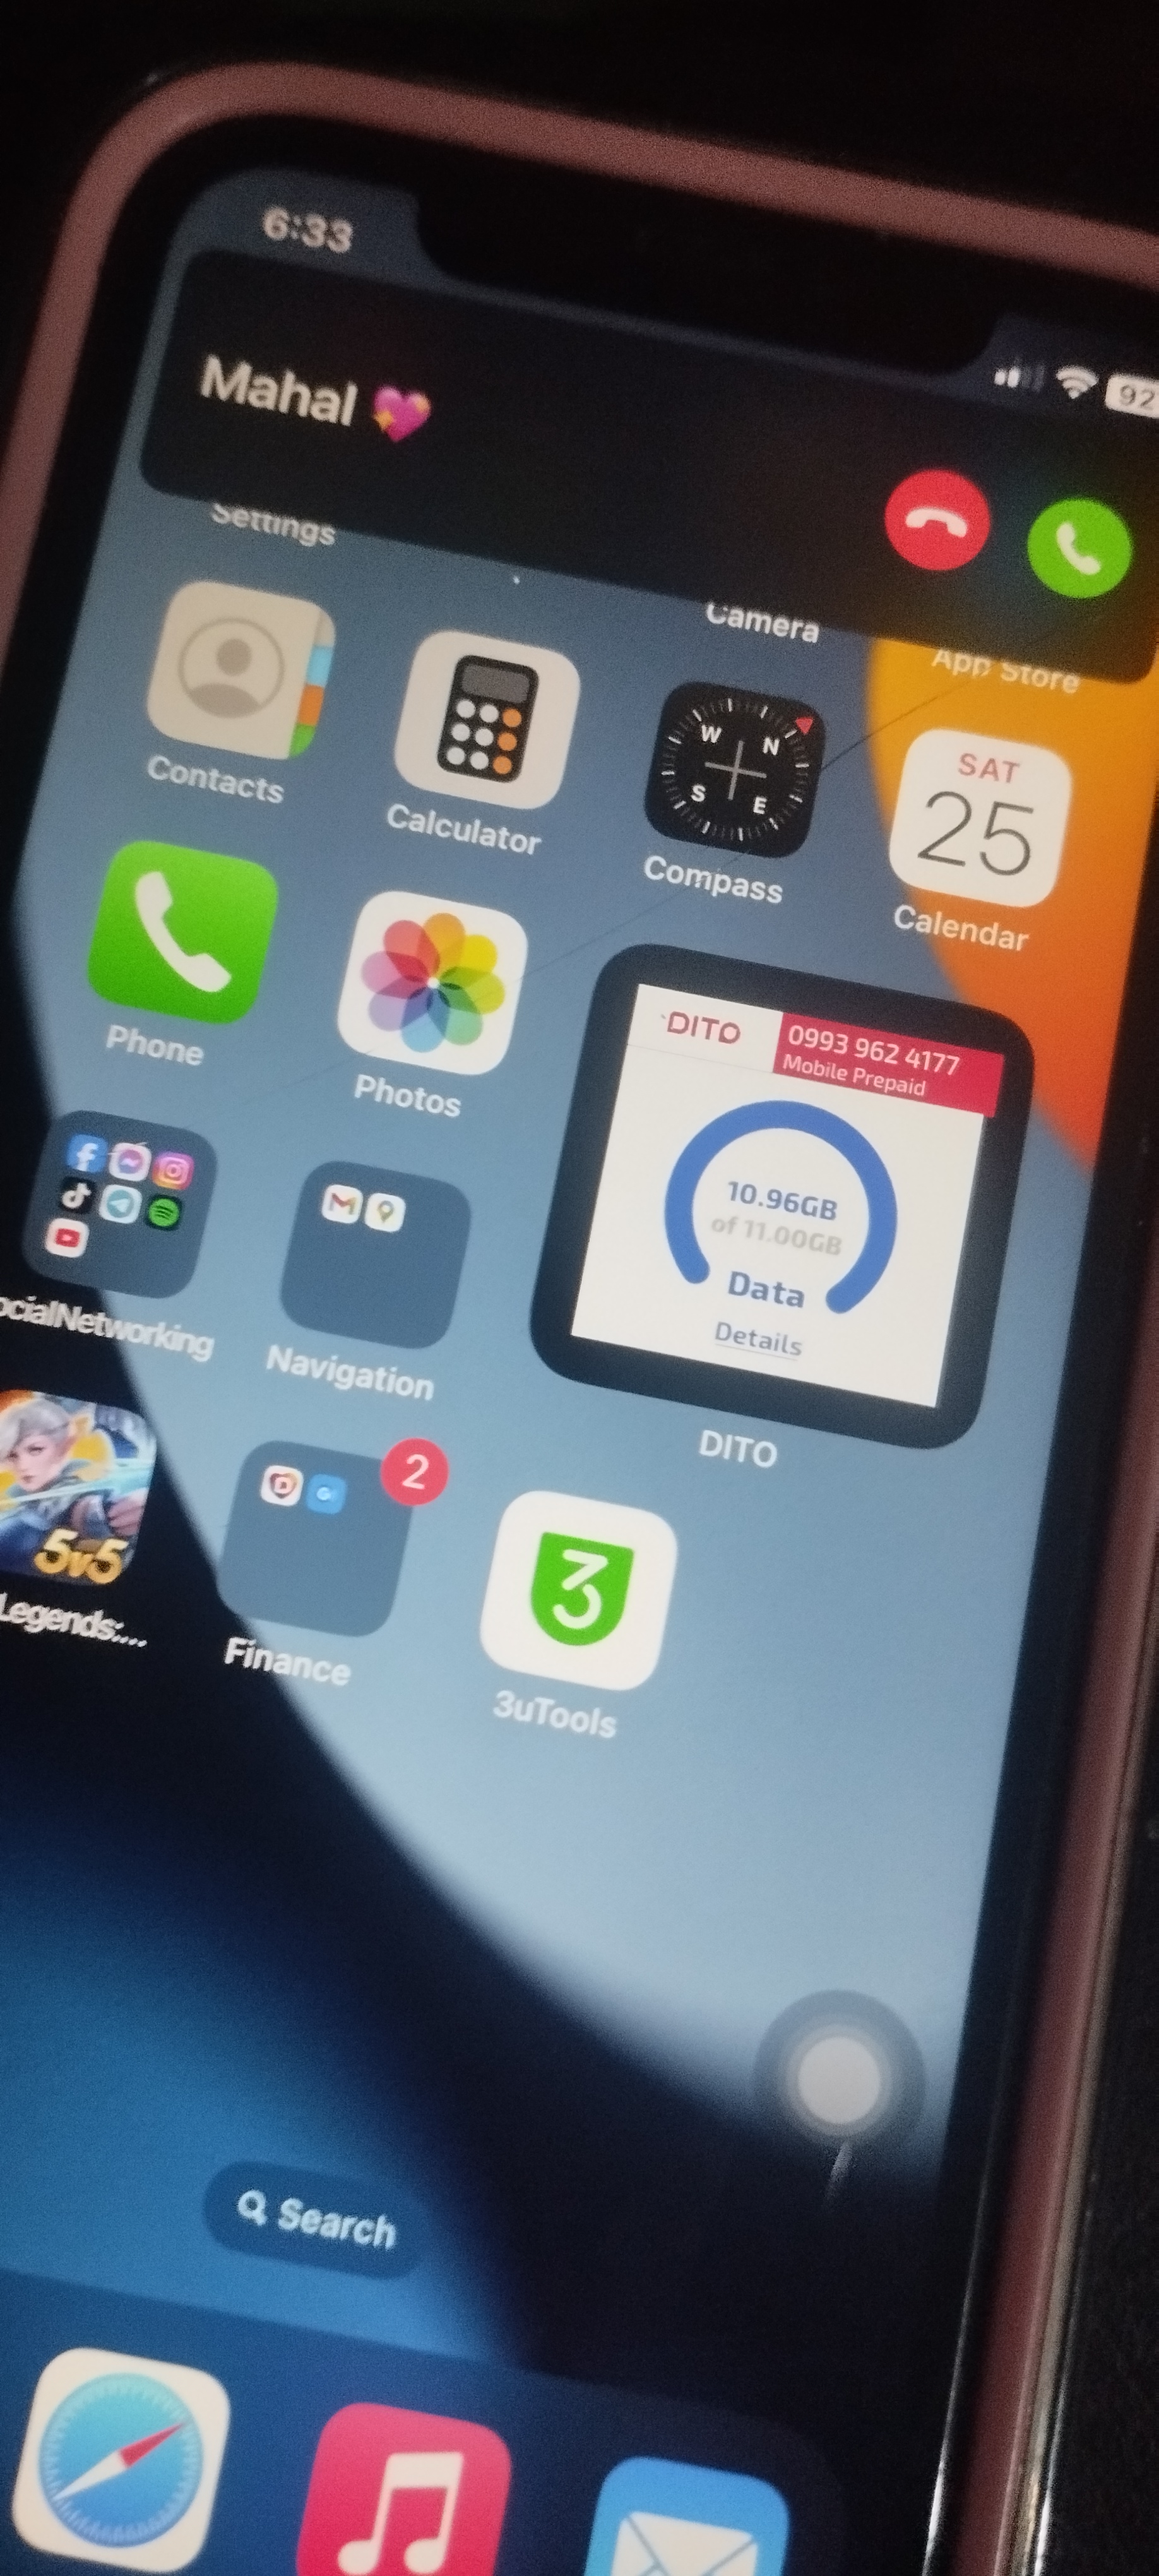 6:33
92
Mahal 💖
Settings
Camera
App Store
Contacts
Calculator
W N
S E
Compass
SAT
25
Calendar
Phone
Photos
DITO
0993 962 4177
Mobile Prepaid
10.96GB
of 11.00GB
Data
Details
DITO
ocialNetworking
Navigation
5v5
Legends:...
2
Finance
3
3uTools
Search